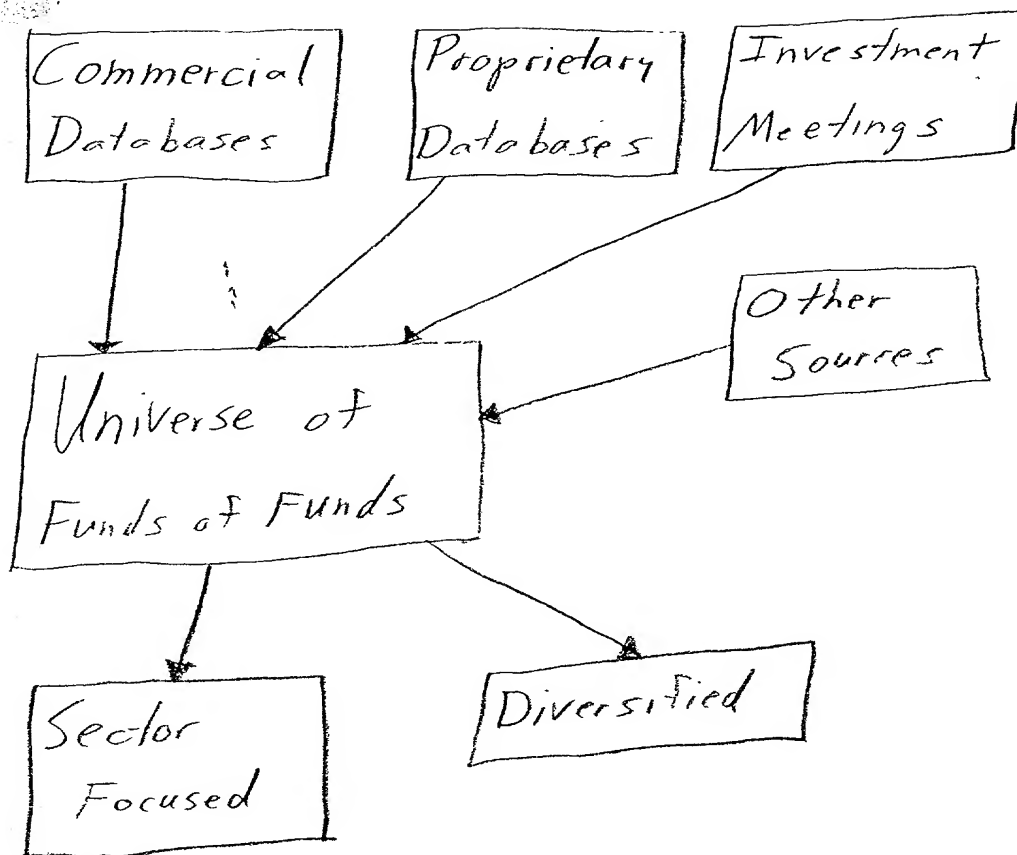 Commercial
Databases
Proprietary
Databases
Investment
Meetings
Other
Sources
Universe of
Funds of Funds
Sector
Focused
Diversified